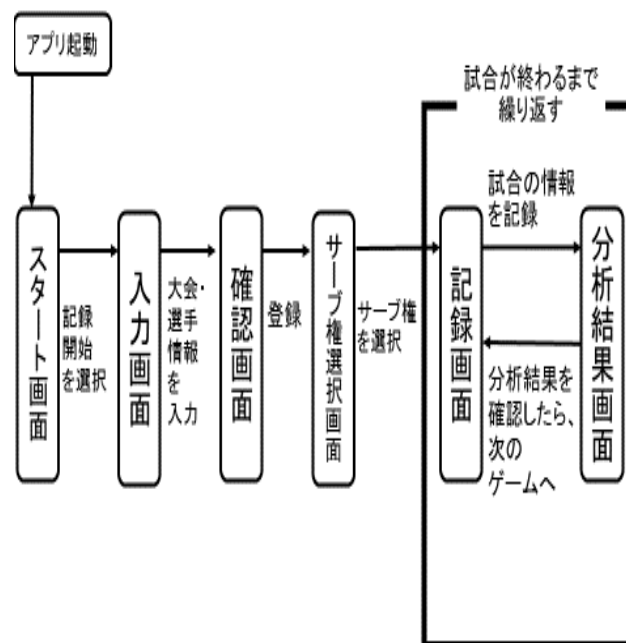 アプリ起動
スタート画面
記録
開始
を選択
入力画面
大会・
選手
情報
を
入力
確認画面
登録
サーブ権選択画面
サーブ権
を選択
試合が終わるまで
繰り返す
記録画面
試合の情報
を記録
分析結果を
確認したら、
次の
ゲームへ
分析結果画面